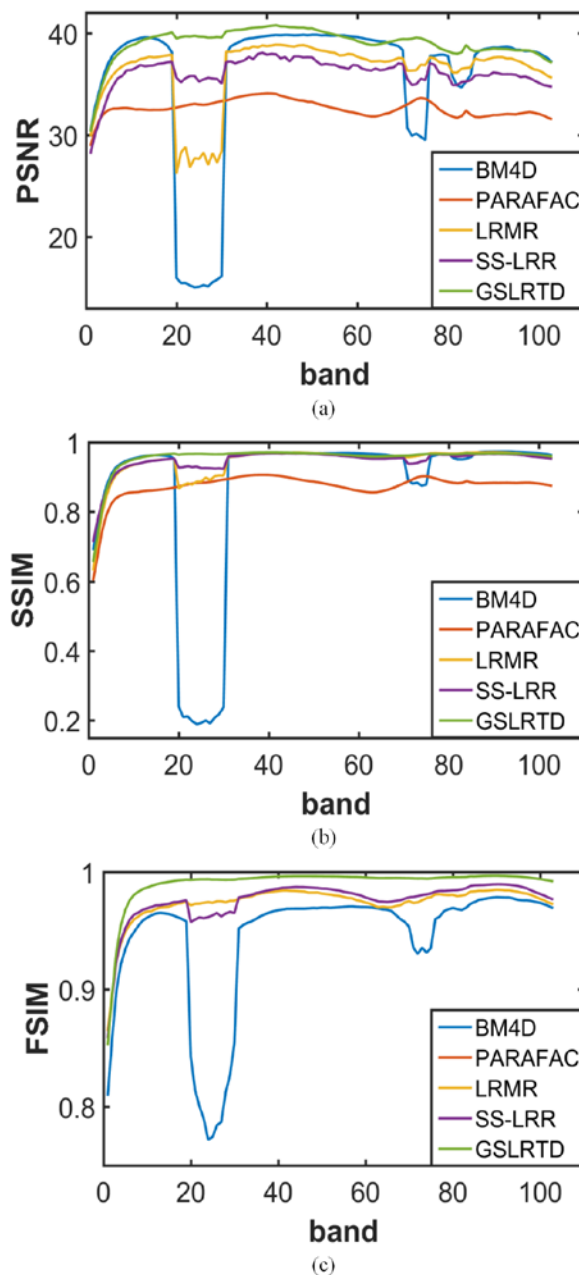 40
30
20
PSNR
0 20 40 60 80 100
band
BM4D
PARAFAC
LRMR
SS-LRR
GSLRTD
(a)
1
0.8
0.6
0.4
0.2
SSIM
0 20 40 60 80 100
band
BM4D
PARAFAC
LRMR
SS-LRR
GSLRTD
(b)
1
0.9
0.8
FSIM
0 20 40 60 80 100
band
BM4D
PARAFAC
LRMR
SS-LRR
GSLRTD
(c)